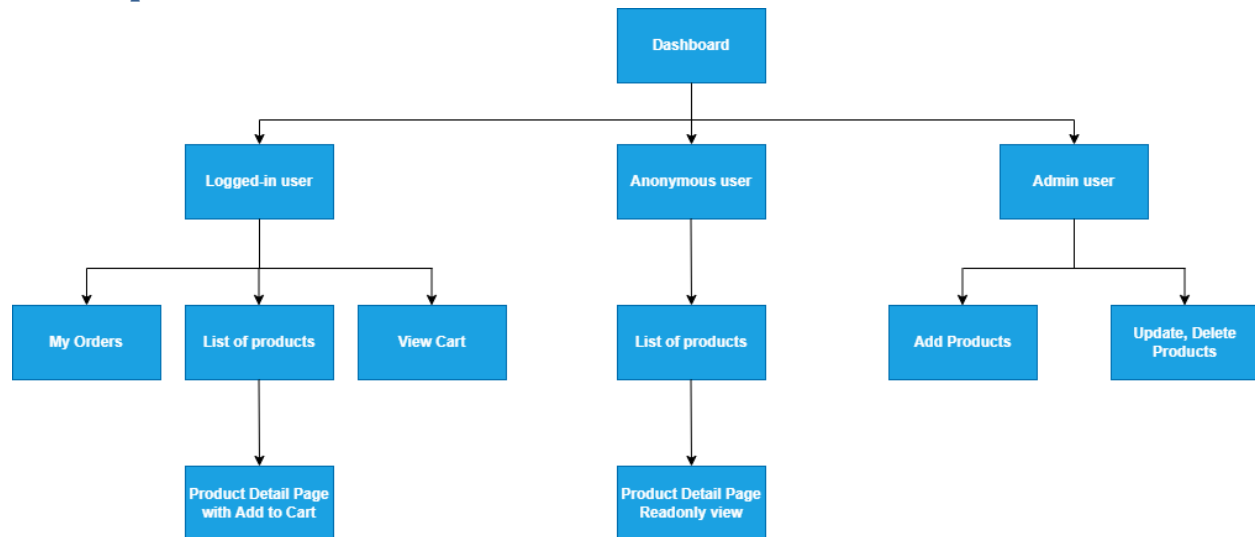 Dashboard
Logged-in user
Anonymous user
Admin user
My Orders
List of products
View Cart
List of products
Add Products
Update, Delete
Products
Product Detail Page
with Add to Cart
Product Detail Page
Readonly view